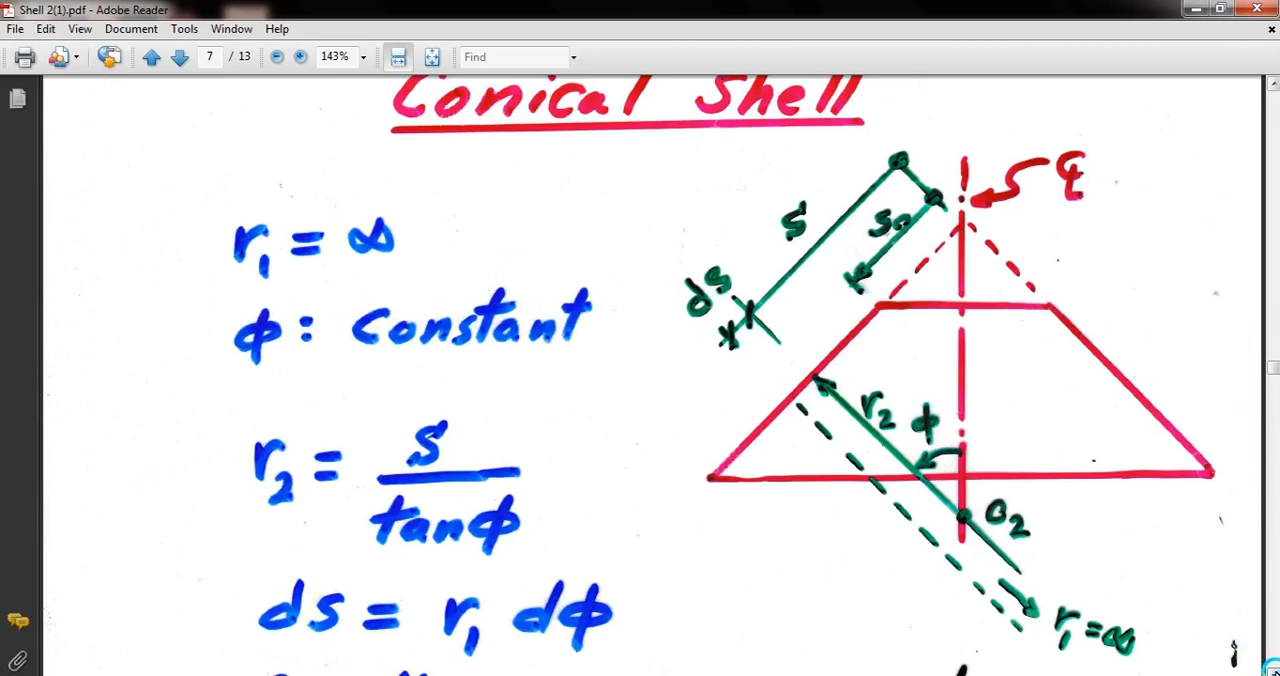 Shell 2(1).pdf - Adobe Reader
File Edit View Document Tools Window Help
7 / 13 143% Find
Conical Shell
r₁ = ∞
φ : constant
r₂ = s / tanφ
ds = r₁ dφ
℄
S
S₀
ds
r₂
φ
O₂
r₁ = ∞